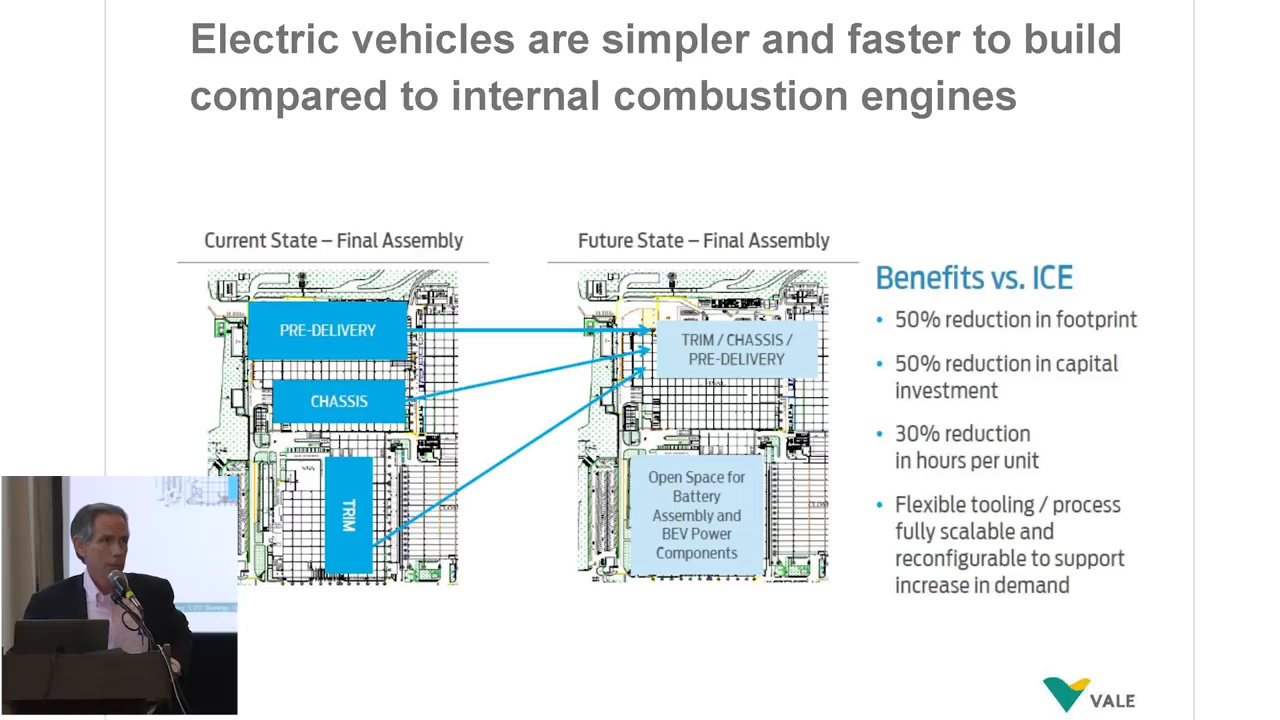 Electric vehicles are simpler and faster to build
compared to internal combustion engines
Current State – Final Assembly
PRE-DELIVERY
CHASSIS
TRIM
Future State – Final Assembly
TRIM / CHASSIS /
PRE-DELIVERY
Open Space for
Battery
Assembly and
BEV Power
Components
Benefits vs. ICE
• 50% reduction in footprint
• 50% reduction in capital
investment
• 30% reduction
in hours per unit
• Flexible tooling / process
fully scalable and
reconfigurable to support
increase in demand
VALE